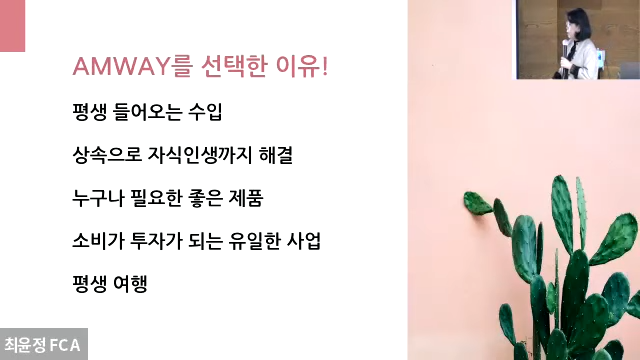 AMWAY를 선택한 이유!
평생 들어오는 수입
상속으로 자식인생까지 해결
누구나 필요한 좋은 제품
소비가 투자가 되는 유일한 사업
평생 여행
최윤정 FCA